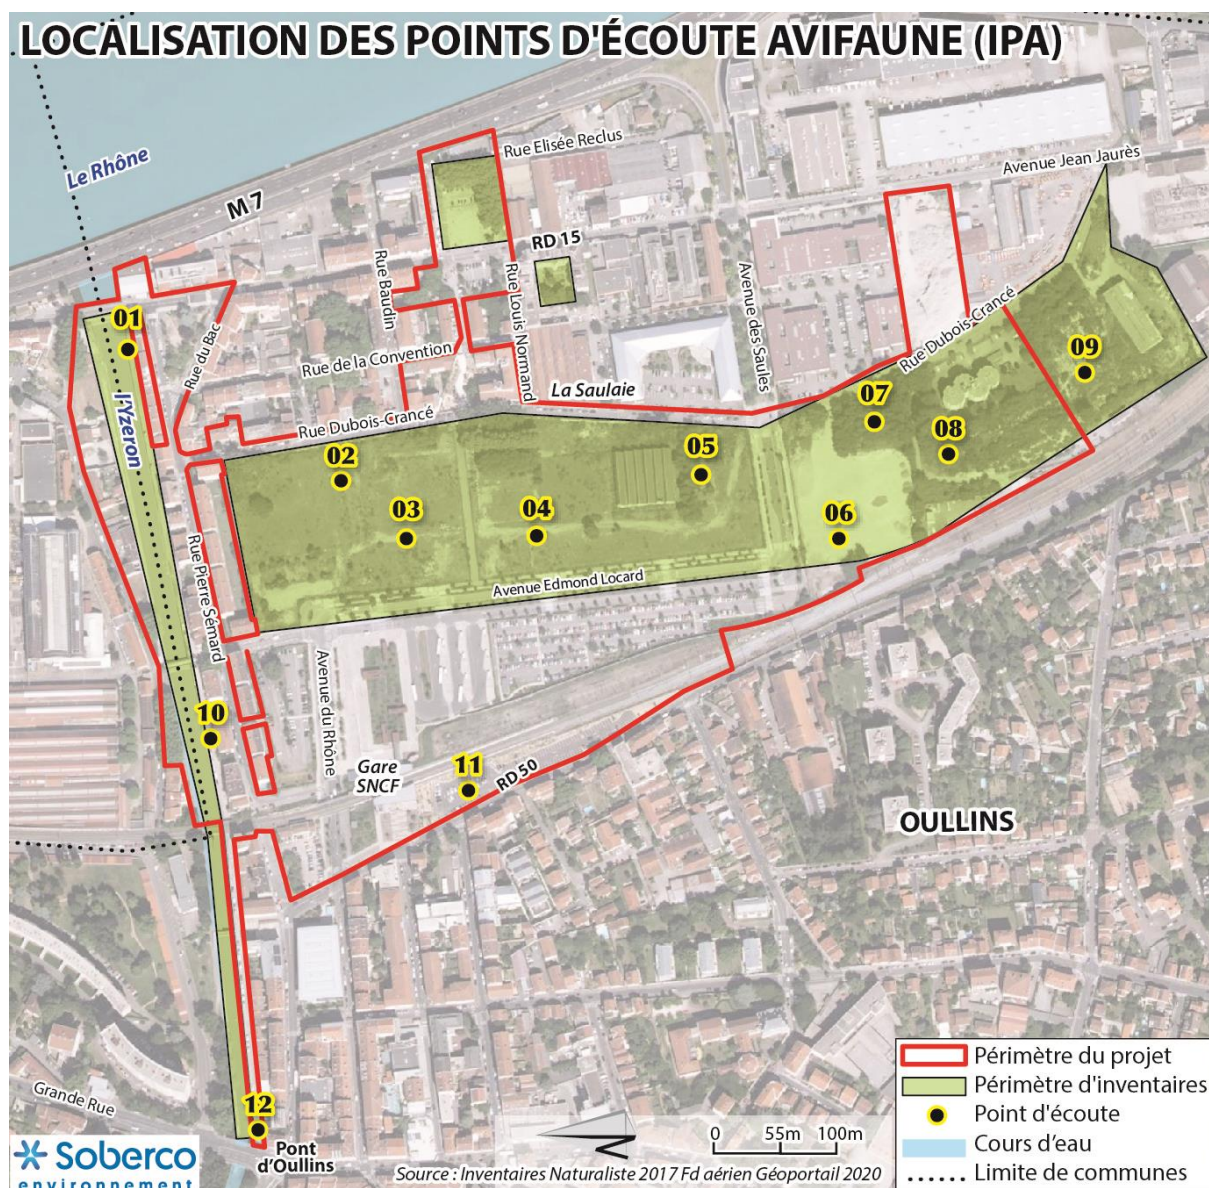 LOCALISATION DES POINTS D'ÉCOUTE AVIFAUNE (IPA)
Le Rhône
M 7
Rue Elisée Reclus
Avenue Jean Jaurès
RD 15
Rue Baudin
Rue Louis Normand
Avenue des Saules
01
Rue du Bac
Rue de la Convention
Rue Dubois-Crancé
09
l'Yzeron
La Saulaie
07
Rue Dubois-Crancé
08
02
05
03
04
06
Rue Pierre Sémard
Avenue Edmond Locard
Avenue du Rhône
10
Gare
SNCF
11
RD 50
OULLINS
Grande Rue
12
Pont
d'Oullins
N
0 55m 100m
Source : Inventaires Naturaliste 2017 Fd aérien Géoportail 2020
Soberco
environnement
Périmètre du projet
Périmètre d'inventaires
Point d'écoute
Cours d'eau
Limite de communes